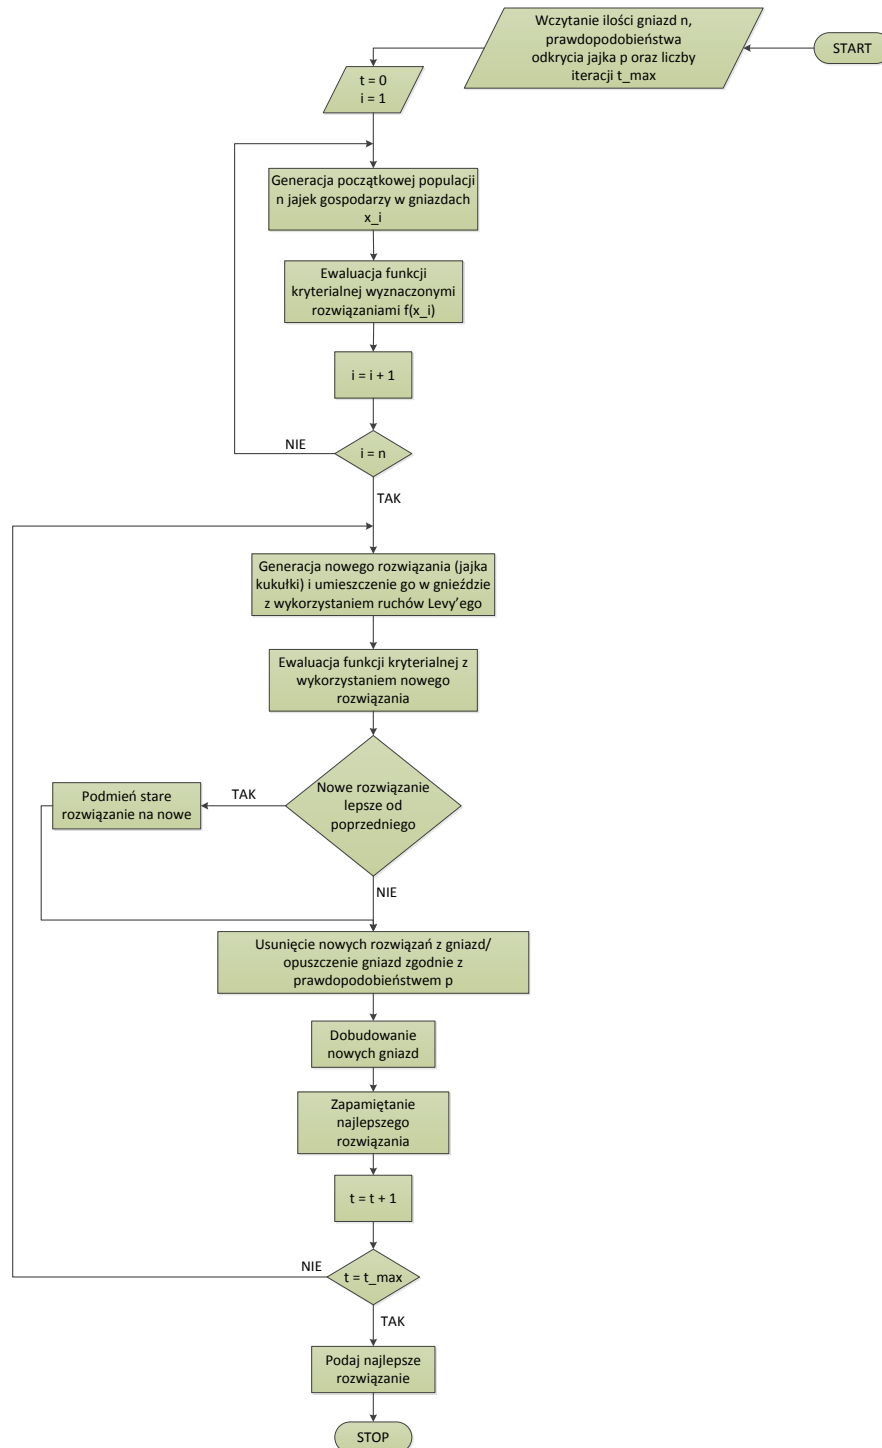 START
Wczytanie ilości gniazd n,
prawdopodobieństwa
odkrycia jajka p oraz liczby
iteracji t_max
t = 0
i = 1
Generacja początkowej populacji
n jajek gospodarzy w gniazdach
x_i
Ewaluacja funkcji
kryterialnej wyznaczonymi
rozwiązaniami f(x_i)
i = i + 1
NIE
i = n
TAK
Generacja nowego rozwiązania (jajka
kukułki) i umieszczenie go w gnieździe
z wykorzystaniem ruchów Levy’ego
Ewaluacja funkcji kryterialnej z
wykorzystaniem nowego
rozwiązania
Nowe rozwiązanie
lepsze od
poprzedniego
TAK
Podmień stare
rozwiązanie na nowe
NIE
Usunięcie nowych rozwiązań z gniazd/
opuszczenie gniazd zgodnie z
prawdopodobieństwem p
Dobudowanie
nowych gniazd
Zapamiętanie
najlepszego
rozwiązania
t = t + 1
NIE
t = t_max
TAK
Podaj najlepsze
rozwiązanie
STOP